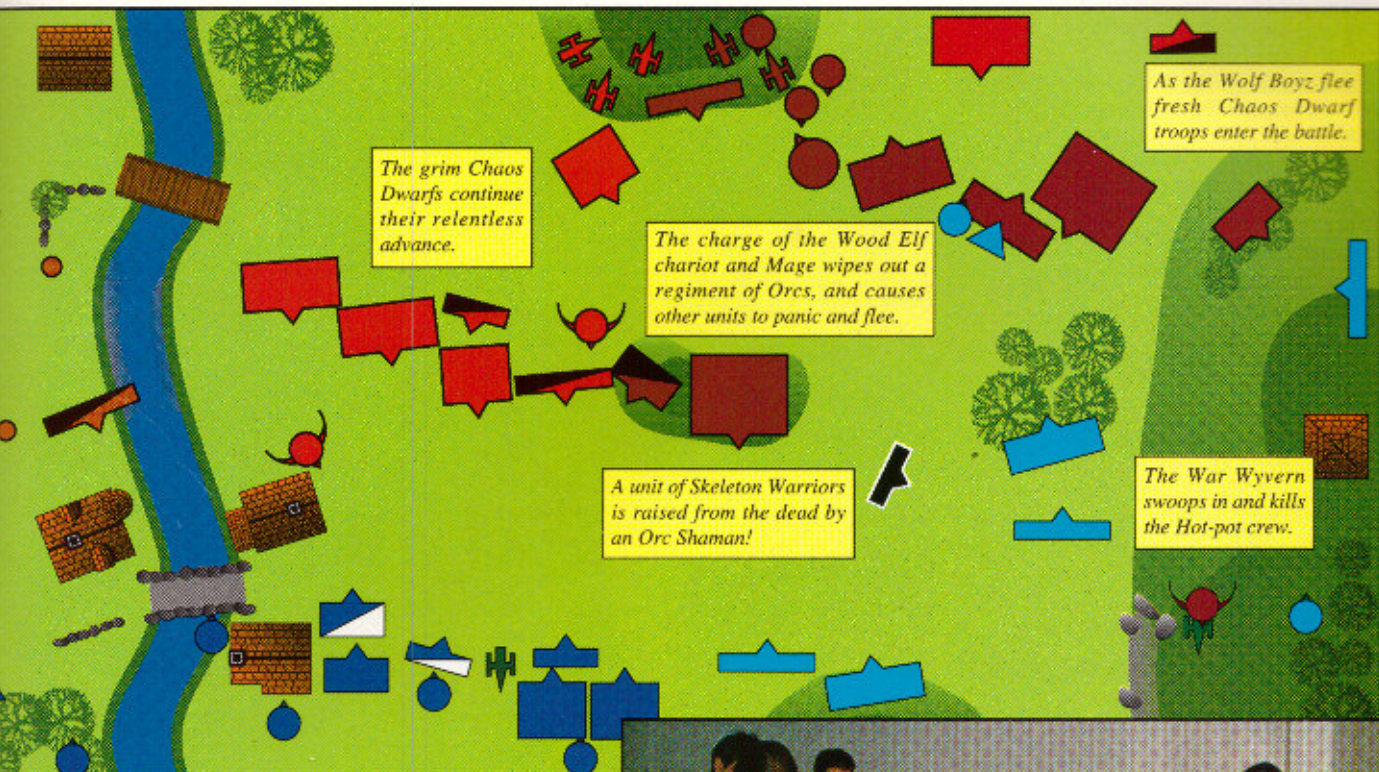 As the Wolf Boyz flee
fresh Chaos Dwarf
troops enter the battle.
The grim Chaos
Dwarfs continue
their relentless
advance.
The charge of the Wood Elf
chariot and Mage wipes out a
regiment of Orcs, and causes
other units to panic and flee.
A unit of Skeleton Warriors
is raised from the dead by
an Orc Shaman!
The War Wyvern
swoops in and kills
the Hot-pot crew.